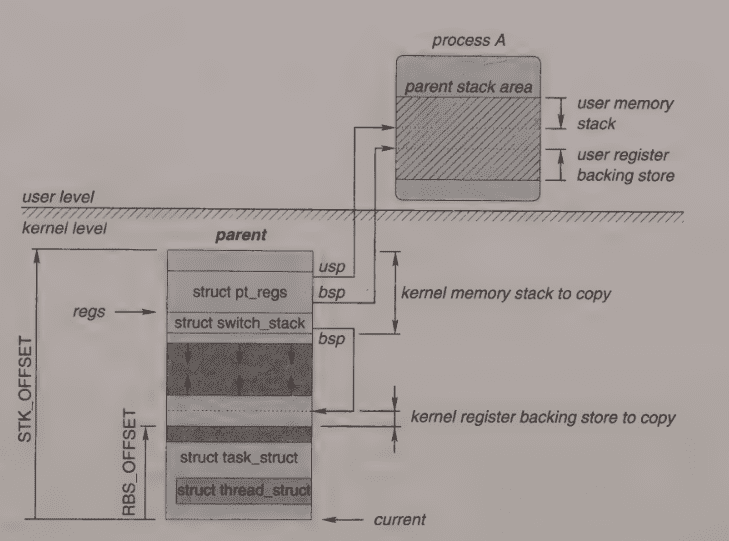 process A
parent stack area
user memory
stack
user register
backing store
user level
kernel level
parent
usp
struct pt_regs
bsp
kernel memory stack to copy
regs
struct switch_stack
bsp
STK_OFFSET
kernel register backing store to copy
RBS_OFFSET
struct task_struct
struct thread_struct
current